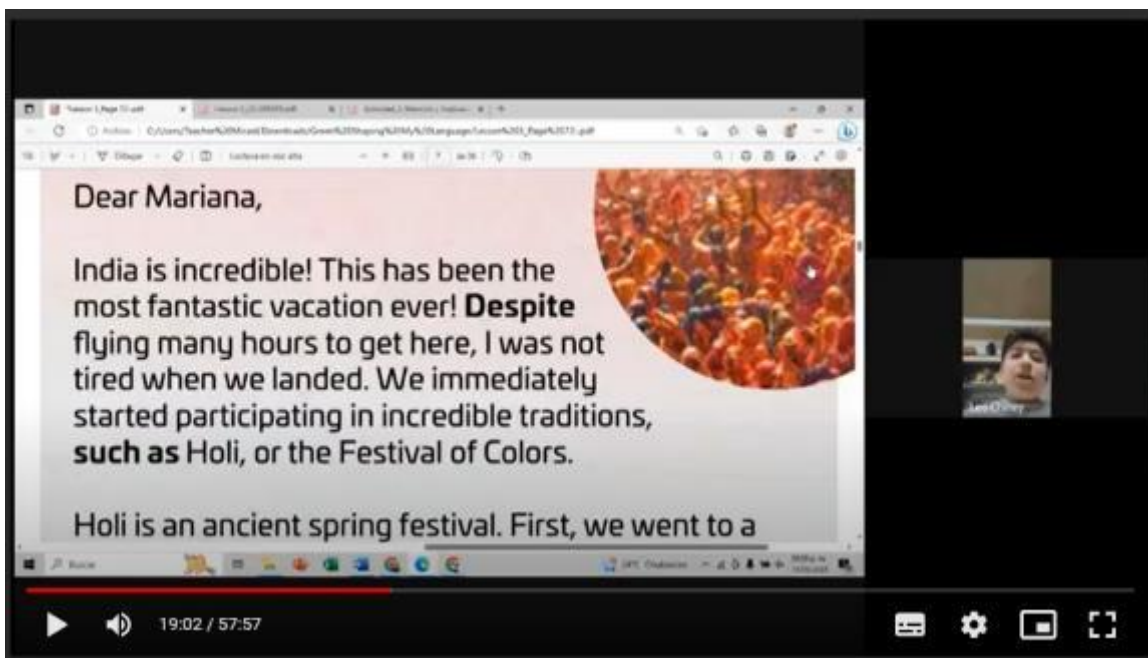 Dear Mariana,
India is incredible! This has been the
most fantastic vacation ever! Despite
flying many hours to get here, I was not
tired when we landed. We immediately
started participating in incredible traditions,
such as Holi, or the Festival of Colors.
Holi is an ancient spring festival. First, we went to a
Buscar
19:02 / 57:57